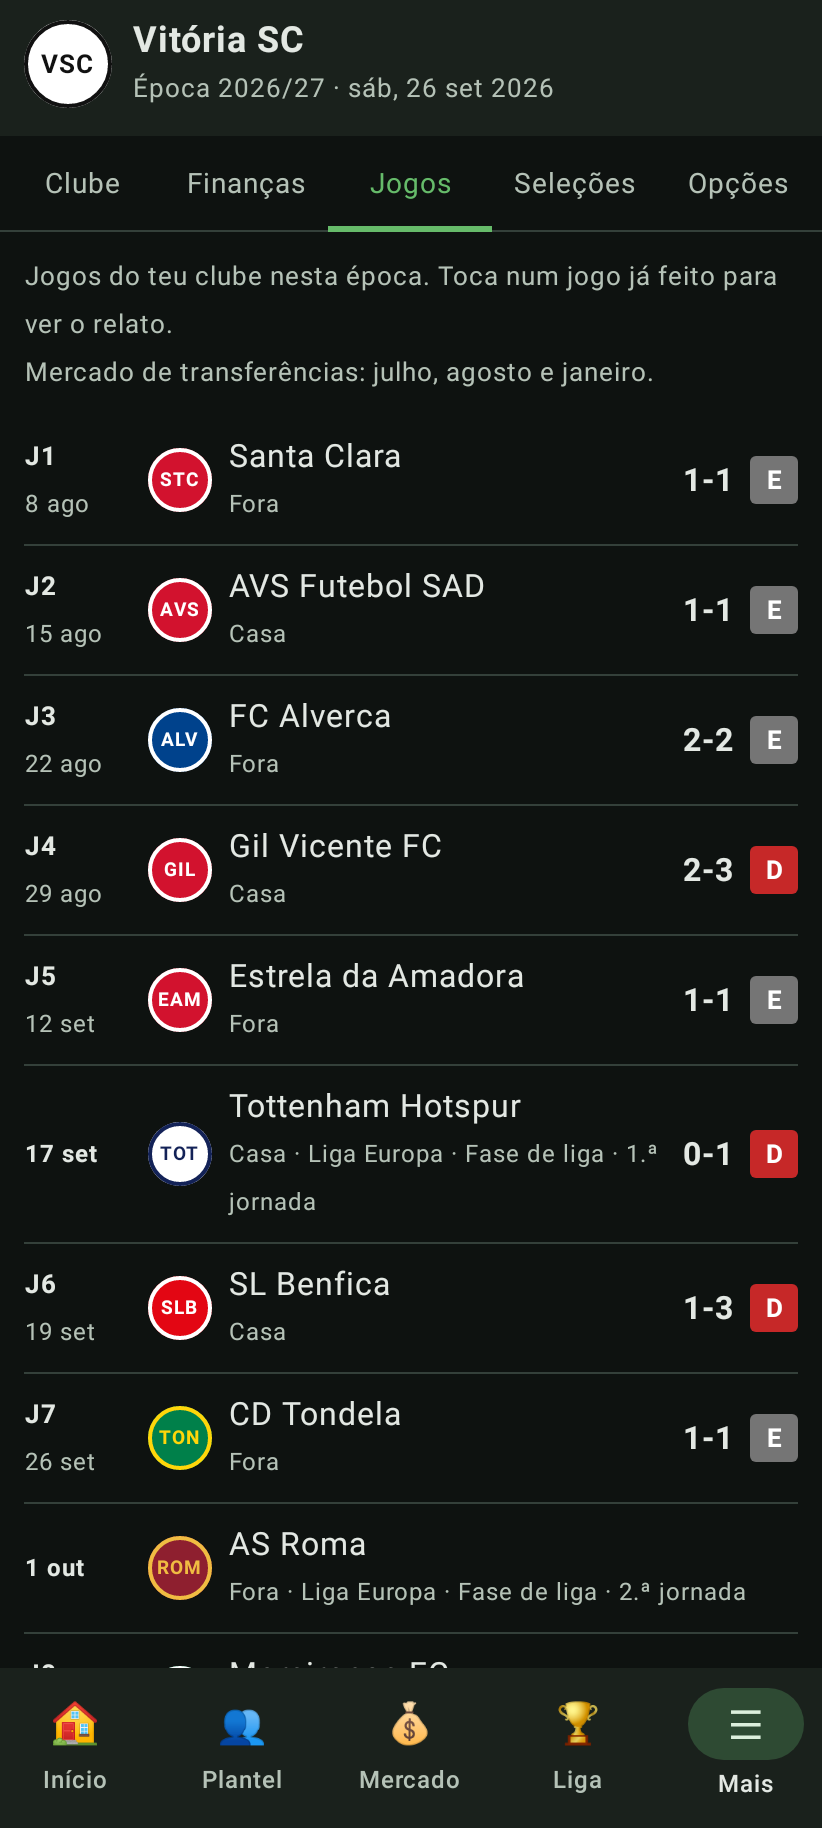 VSC
Vitória SC
Época 2026/27 · sáb, 26 set 2026
Clube
Finanças
Jogos
Seleções
Opções
Jogos do teu clube nesta época. Toca num jogo já feito para
ver o relato.
Mercado de transferências: julho, agosto e janeiro.
J1
8 ago
STC
Santa Clara
Fora
1-1
E
J2
15 ago
AVS
AVS Futebol SAD
Casa
1-1
E
J3
22 ago
ALV
FC Alverca
Fora
2-2
E
J4
29 ago
GIL
Gil Vicente FC
Casa
2-3
D
J5
12 set
EAM
Estrela da Amadora
Fora
1-1
E
17 set
TOT
Tottenham Hotspur
Casa · Liga Europa · Fase de liga · 1.ª
jornada
0-1
D
J6
19 set
SLB
SL Benfica
Casa
1-3
D
J7
26 set
TON
CD Tondela
Fora
1-1
E
1 out
ROM
AS Roma
Fora · Liga Europa · Fase de liga · 2.ª jornada
Início
Plantel
Mercado
Liga
Mais